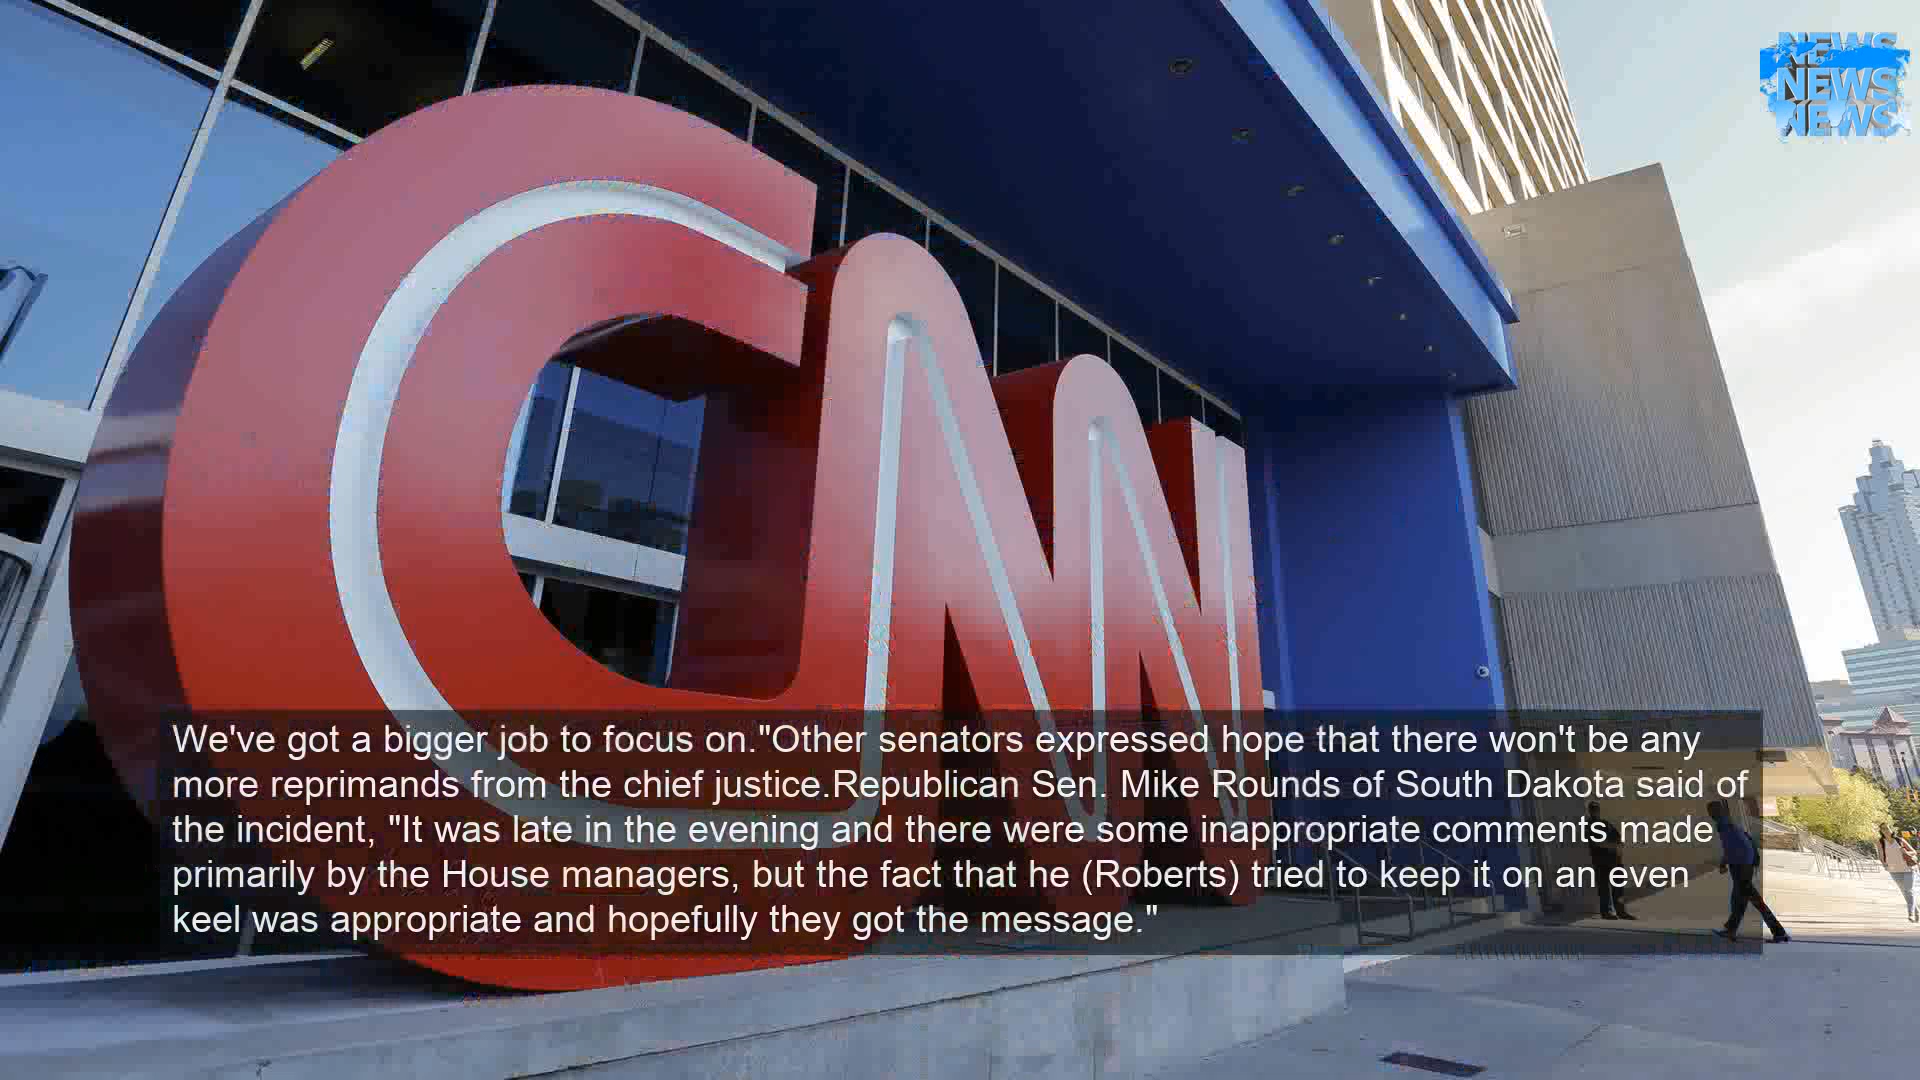 NEWS
NEWS
NEWS
CNN
We've got a bigger job to focus on."Other senators expressed hope that there won't be any
more reprimands from the chief justice.Republican Sen. Mike Rounds of South Dakota said of
the incident, "It was late in the evening and there were some inappropriate comments made
primarily by the House managers, but the fact that he (Roberts) tried to keep it on an even
keel was appropriate and hopefully they got the message."